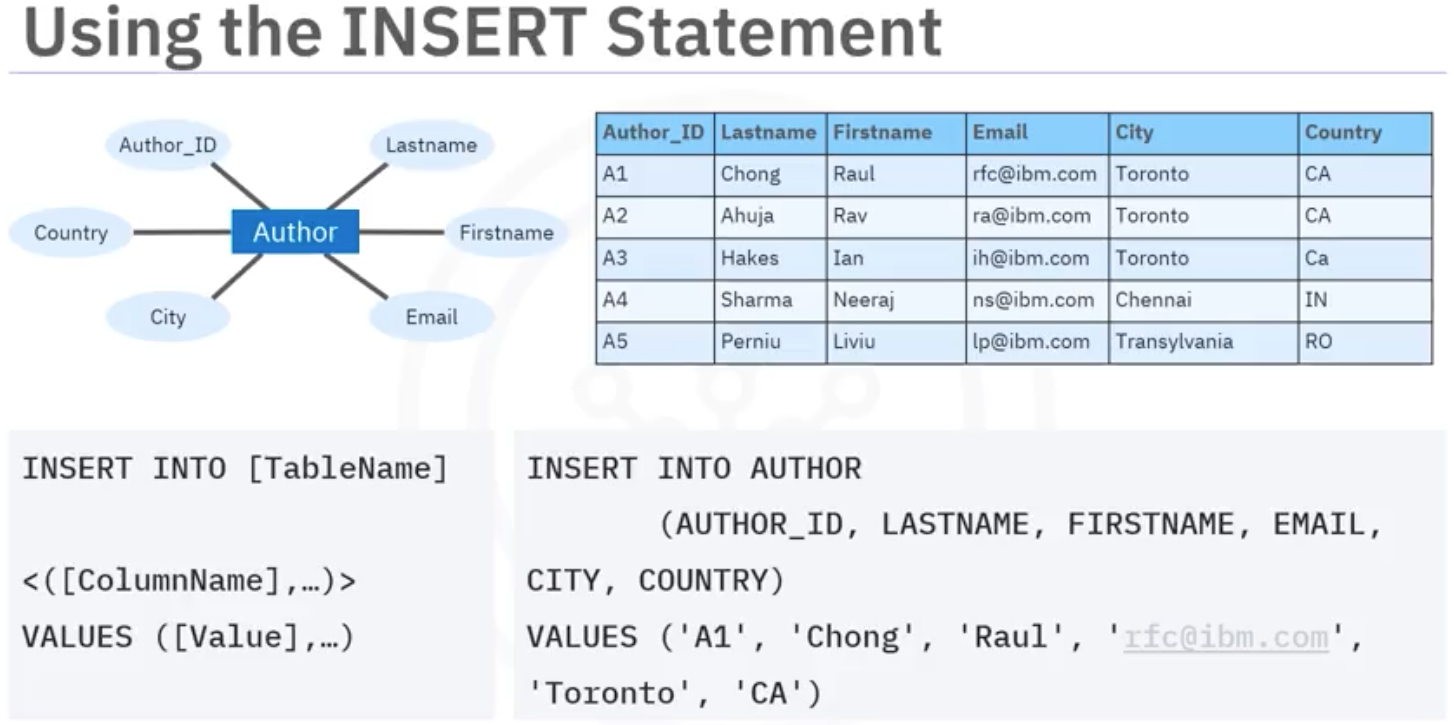 Using the INSERT Statement
Author_ID
Lastname
Country
Author
Firstname
City
Email
Author_ID Lastname Firstname Email City Country
A1 Chong Raul rfc@ibm.com Toronto CA
A2 Ahuja Rav ra@ibm.com Toronto CA
A3 Hakes Ian ih@ibm.com Toronto Ca
A4 Sharma Neeraj ns@ibm.com Chennai IN
A5 Perniu Liviu lp@ibm.com Transylvania RO
INSERT INTO [TableName]
<([ColumnName],…)>
VALUES ([Value],…)
INSERT INTO AUTHOR
(AUTHOR_ID, LASTNAME, FIRSTNAME, EMAIL,
CITY, COUNTRY)
VALUES ('A1', 'Chong', 'Raul', 'rfc@ibm.com',
'Toronto', 'CA')